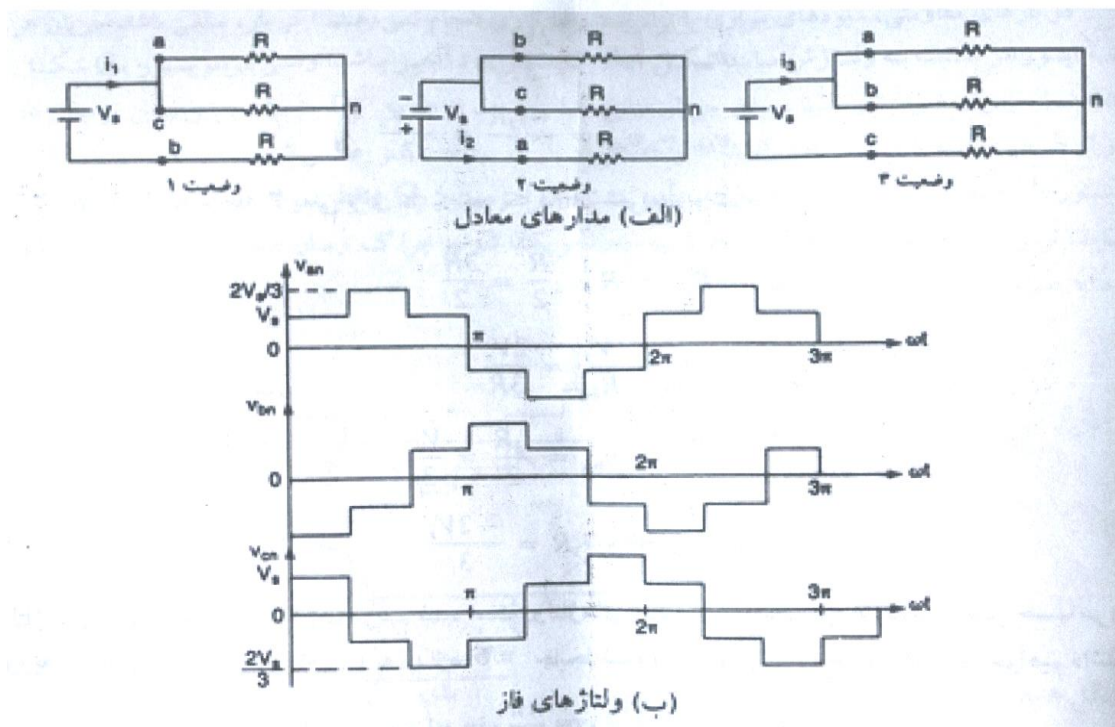 a R
i₁
Vs
R
c
n
b R
وضعیت ۱
b R
−
Vs
+
c R
n
i₂ a R
وضعیت ۲
a R
i₃
Vs
b R
n
c R
وضعیت ۳
(الف) مدارهای معادل
van
2Vs/3
Vs
0
π 2π 3π ωt
vbn
0
π 2π 3π ωt
vcn
Vs
0
π 2π 3π ωt
2Vs/3
(ب) ولتاژهای فاز